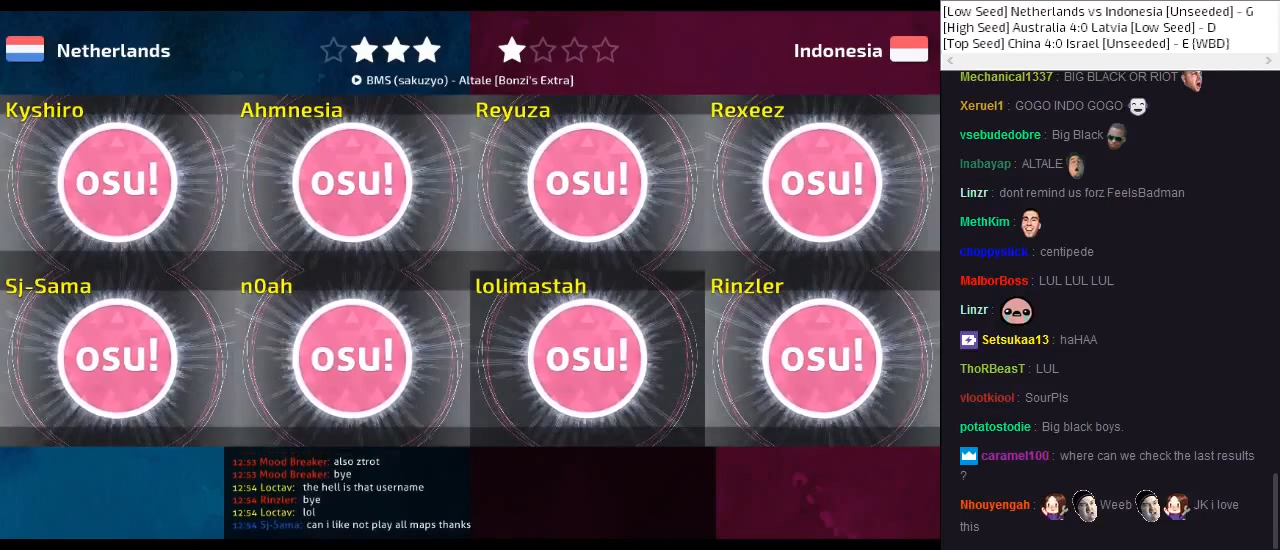 Netherlands
Indonesia
BMS (sakuzyo) - Altale [Bonzi's Extra]
Kyshiro
Ahmnesia
Reyuza
Rexeez
osu!
osu!
osu!
osu!
Sj-Sama
n0ah
lolimastah
Rinzler
osu!
osu!
osu!
osu!
12:53 Mood Breaker: also ztrot
12:53 Mood Breaker: bye
12:54 Loctav: the hell is that username
12:54 Rinzler: bye
12:54 Loctav: lol
12:54 Sj-Sama: can i like not play all maps thanks
[Low Seed] Netherlands vs Indonesia [Unseeded] - G
[High Seed] Australia 4:0 Latvia [Low Seed] - D
[Top Seed] China 4:0 Israel [Unseeded] - E {WBD}
Mechanical1337 : BIG BLACK OR RIOT
Xeruel1 : GOGO INDO GOGO
vsebudedobre : Big Black
Inabayap : ALTALE
Linzr : dont remind us forz FeelsBadman
MethKim :
choppyslick : centipede
MalborBoss : LUL LUL LUL
Linzr :
Setsukaa13 : haHAA
ThoRBeasT : LUL
vlootkiool : SourPls
potatostodie : Big black boys.
caramel100 : where can we check the last results
?
Nhouyengah : Weeb JK i love
this